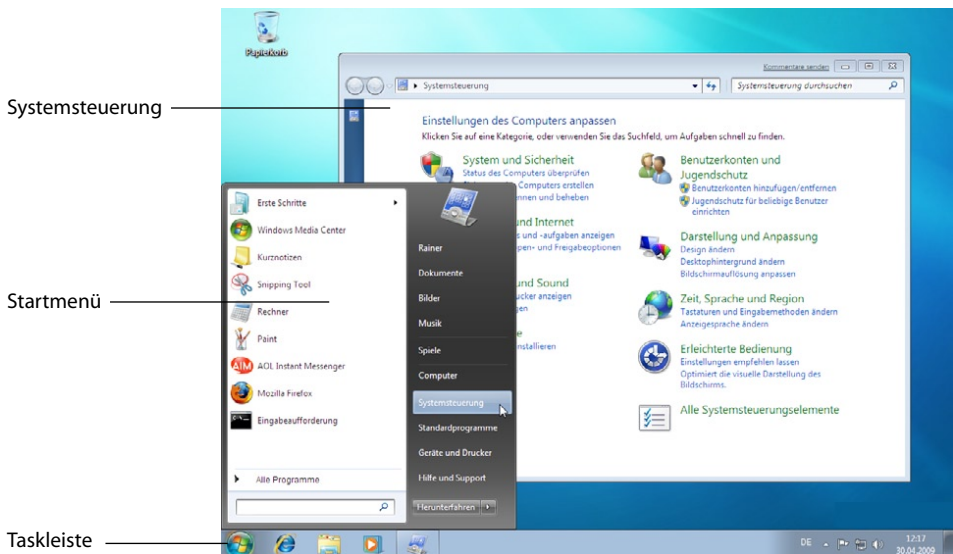 Papierkorb
Kommentare senden
Systemsteuerung
Systemsteuerung
Systemsteuerung durchsuchen
Einstellungen des Computers anpassen
Klicken Sie auf eine Kategorie, oder verwenden Sie das Suchfeld, um Aufgaben schnell zu finden.
System und Sicherheit
Status des Computers überprüfen
Computers erstellen
nnen und beheben
und Internet
s und -aufgaben anzeigen
pen- und Freigabeoptionen
und Sound
ucker anzeigen
gen
e
nstallieren
Benutzerkonten und
Jugendschutz
Benutzerkonten hinzufügen/entfernen
Jugendschutz für beliebige Benutzer
einrichten
Darstellung und Anpassung
Design ändern
Desktophintergrund ändern
Bildschirmauflösung anpassen
Zeit, Sprache und Region
Tastaturen und Eingabemethoden ändern
Anzeigesprache ändern
Erleichterte Bedienung
Einstellungen empfehlen lassen
Optimiert die visuelle Darstellung des
Bildschirms.
Alle Systemsteuerungselemente
Startmenü
Erste Schritte
Windows Media Center
Kurznotizen
Snipping Tool
Rechner
Paint
AIM
AOL Instant Messenger
Mozilla Firefox
Eingabeaufforderung
Alle Programme
Rainer
Dokumente
Bilder
Musik
Spiele
Computer
Systemsteuerung
Standardprogramme
Geräte und Drucker
Hilfe und Support
Herunterfahren
Taskleiste
DE
12:17
30.04.2009